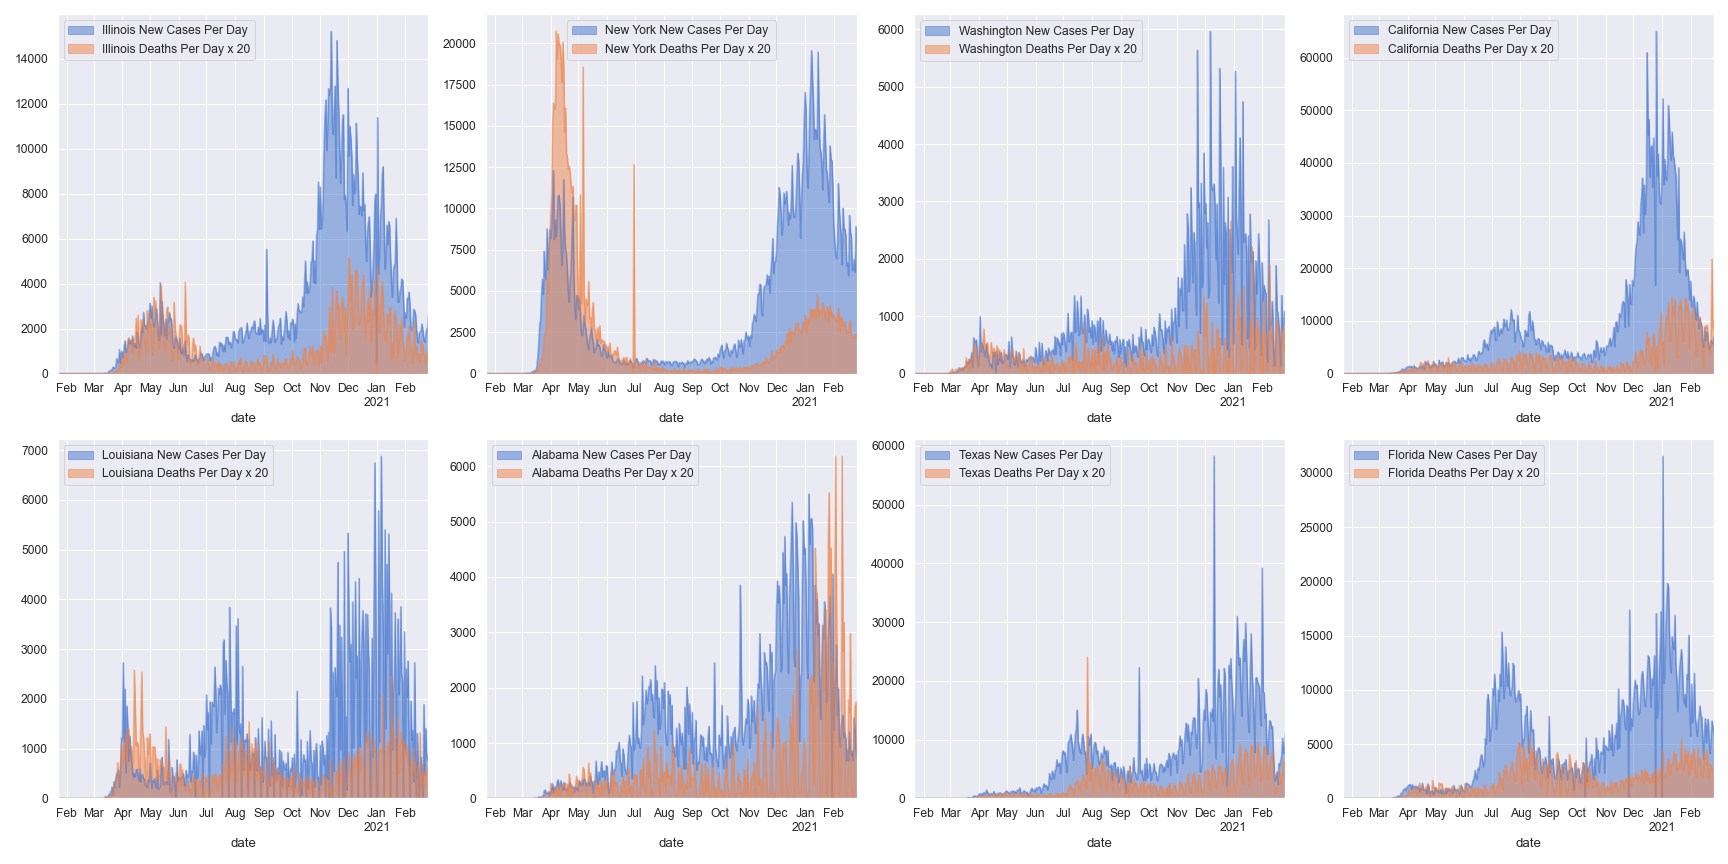 Illinois New Cases Per Day
Illinois Deaths Per Day x 20
14000
12000
10000
8000
6000
4000
2000
0
Feb Mar Apr May Jun Jul Aug Sep Oct Nov Dec Jan Feb
2021
date
New York New Cases Per Day
New York Deaths Per Day x 20
20000
17500
15000
12500
10000
7500
5000
2500
0
Feb Mar Apr May Jun Jul Aug Sep Oct Nov Dec Jan Feb
2021
date
Washington New Cases Per Day
Washington Deaths Per Day x 20
6000
5000
4000
3000
2000
1000
0
Feb Mar Apr May Jun Jul Aug Sep Oct Nov Dec Jan Feb
2021
date
California New Cases Per Day
California Deaths Per Day x 20
60000
50000
40000
30000
20000
10000
0
Feb Mar Apr May Jun Jul Aug Sep Oct Nov Dec Jan Feb
2021
date
Louisiana New Cases Per Day
Louisiana Deaths Per Day x 20
7000
6000
5000
4000
3000
2000
1000
0
Feb Mar Apr May Jun Jul Aug Sep Oct Nov Dec Jan Feb
2021
date
Alabama New Cases Per Day
Alabama Deaths Per Day x 20
6000
5000
4000
3000
2000
1000
0
Feb Mar Apr May Jun Jul Aug Sep Oct Nov Dec Jan Feb
2021
date
Texas New Cases Per Day
Texas Deaths Per Day x 20
60000
50000
40000
30000
20000
10000
0
Feb Mar Apr May Jun Jul Aug Sep Oct Nov Dec Jan Feb
2021
date
Florida New Cases Per Day
Florida Deaths Per Day x 20
30000
25000
20000
15000
10000
5000
0
Feb Mar Apr May Jun Jul Aug Sep Oct Nov Dec Jan Feb
2021
date